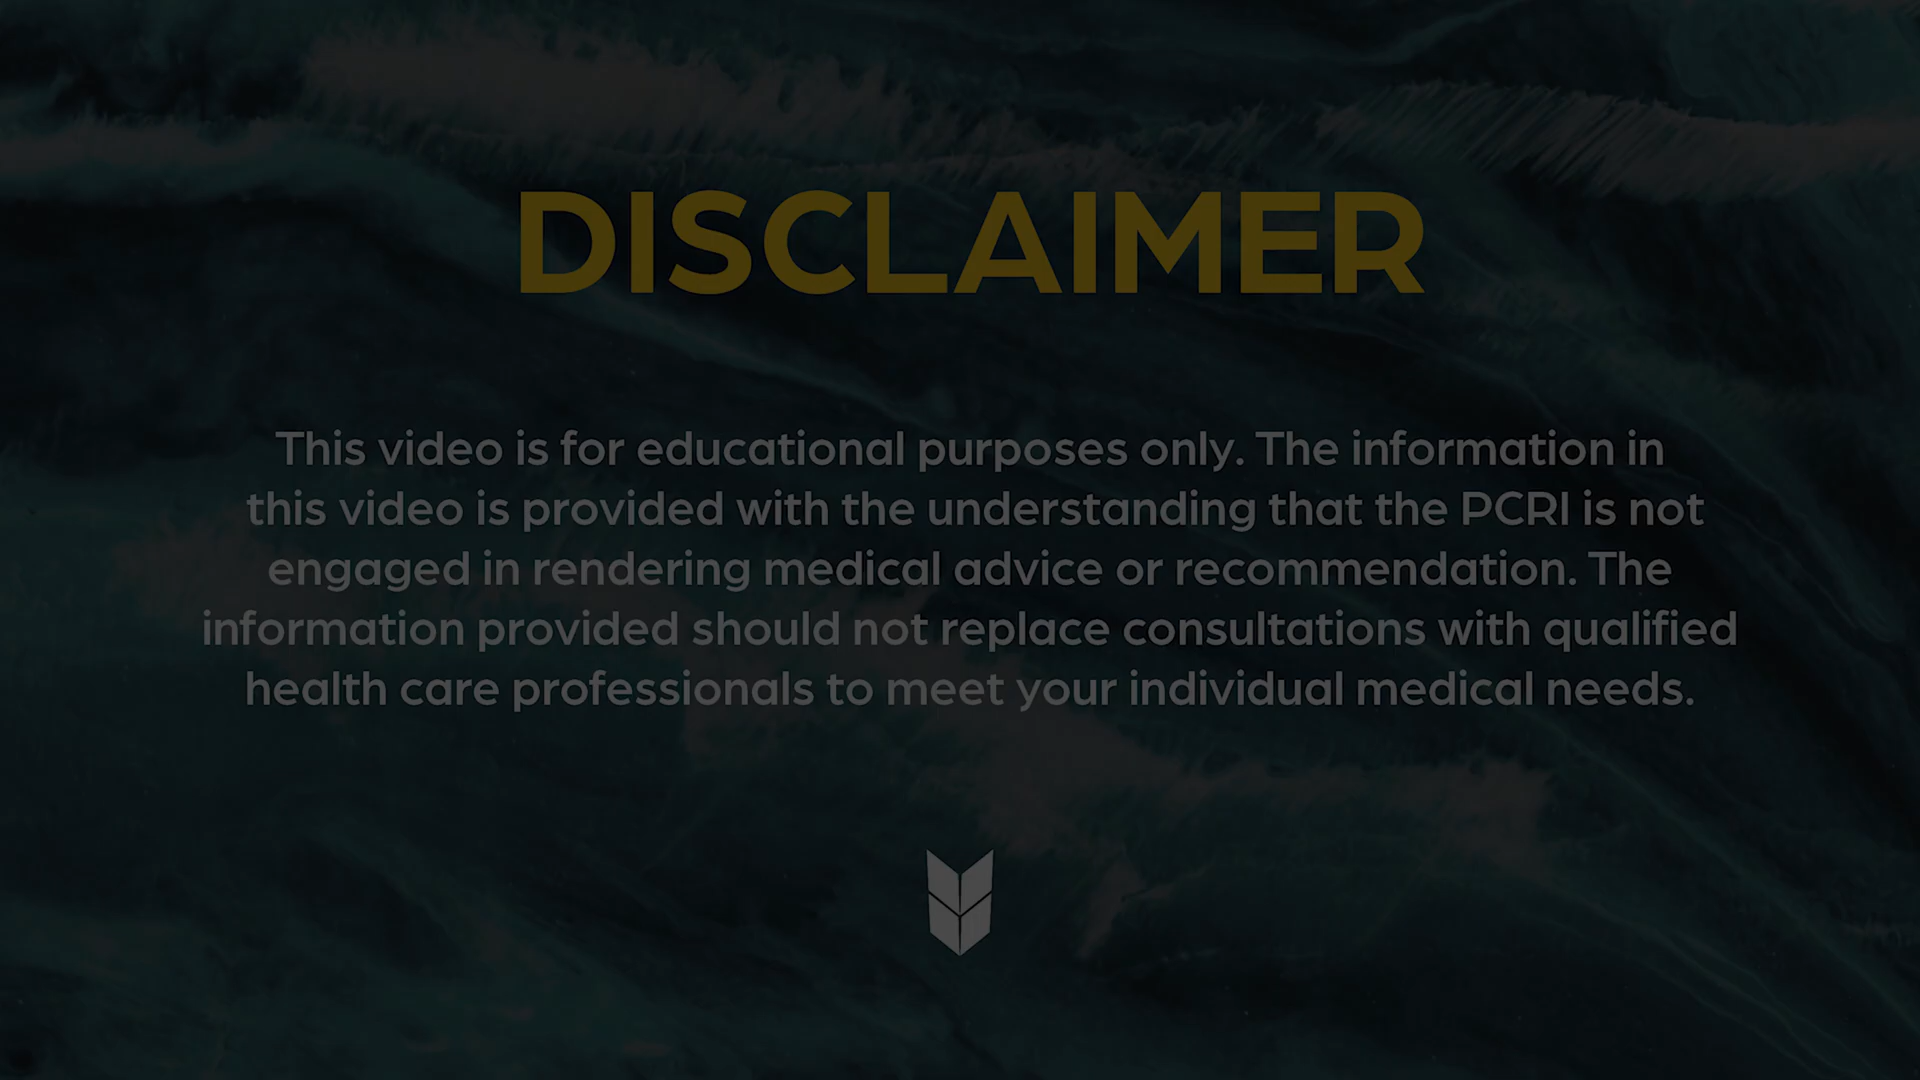 DISCLAIMER
This video is for educational purposes only. The information in
this video is provided with the understanding that the PCRI is not
engaged in rendering medical advice or recommendation. The
information provided should not replace consultations with qualified
health care professionals to meet your individual medical needs.